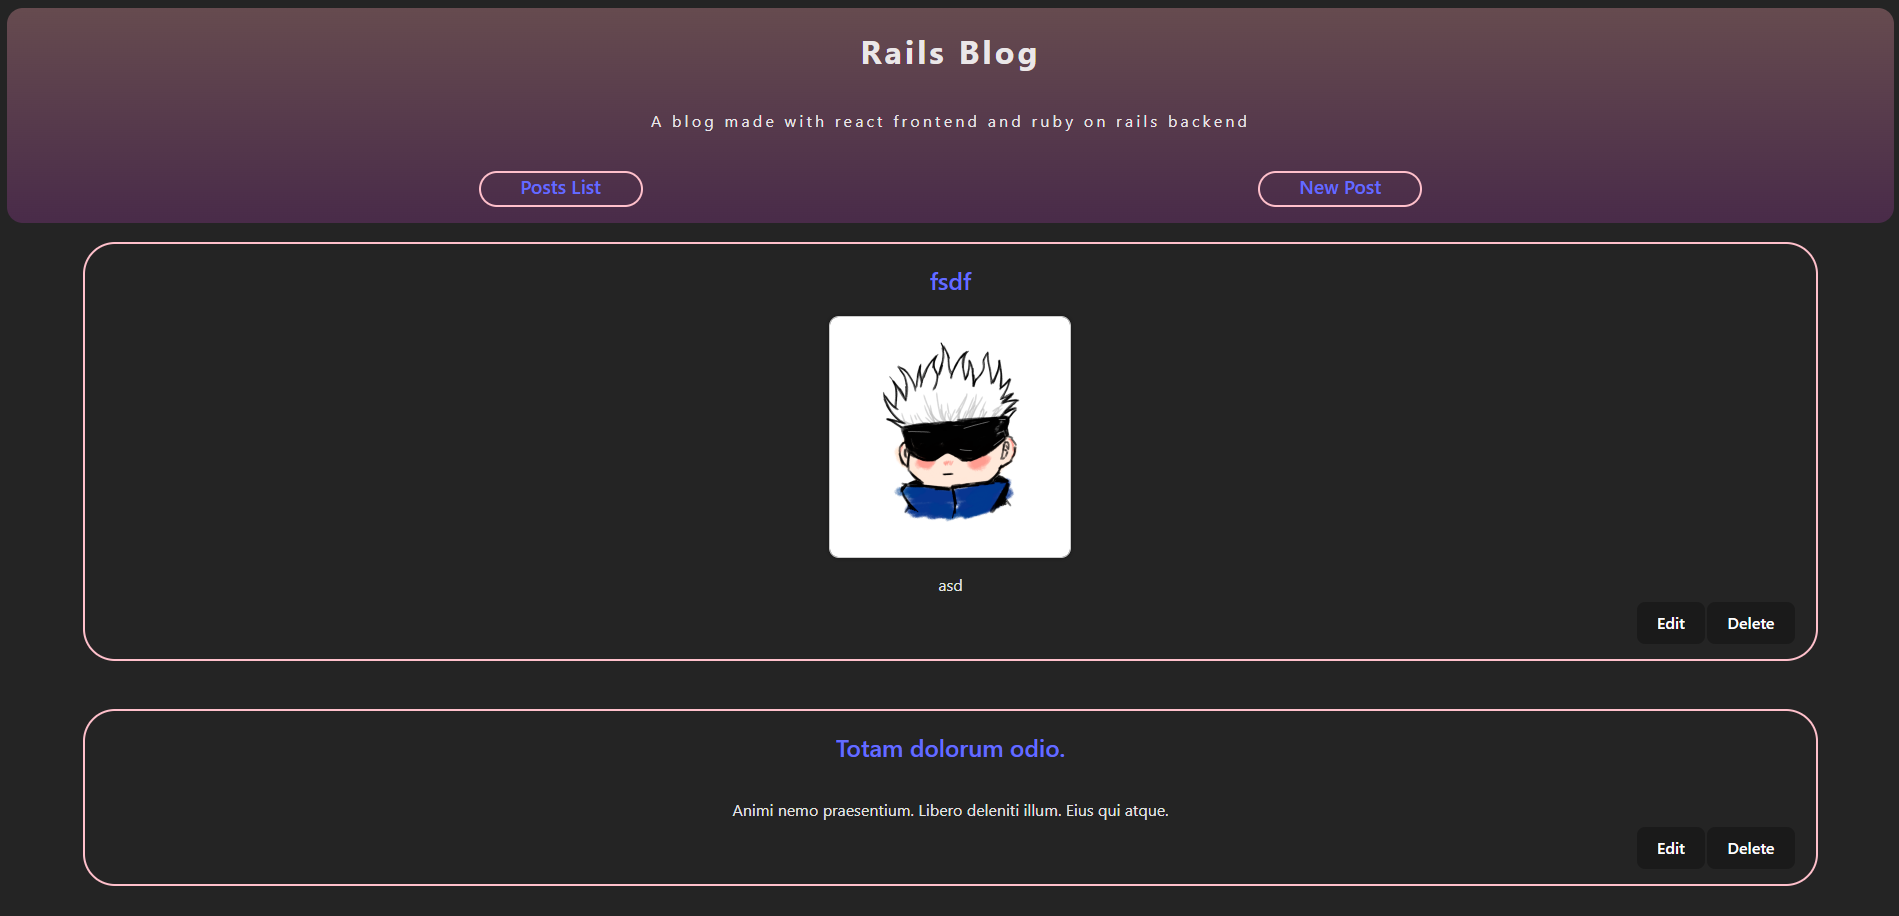 Rails Blog
A blog made with react frontend and ruby on rails backend
Posts List
New Post
fsdf
asd
Edit
Delete
Totam dolorum odio.
Animi nemo praesentium. Libero deleniti illum. Eius qui atque.
Edit
Delete